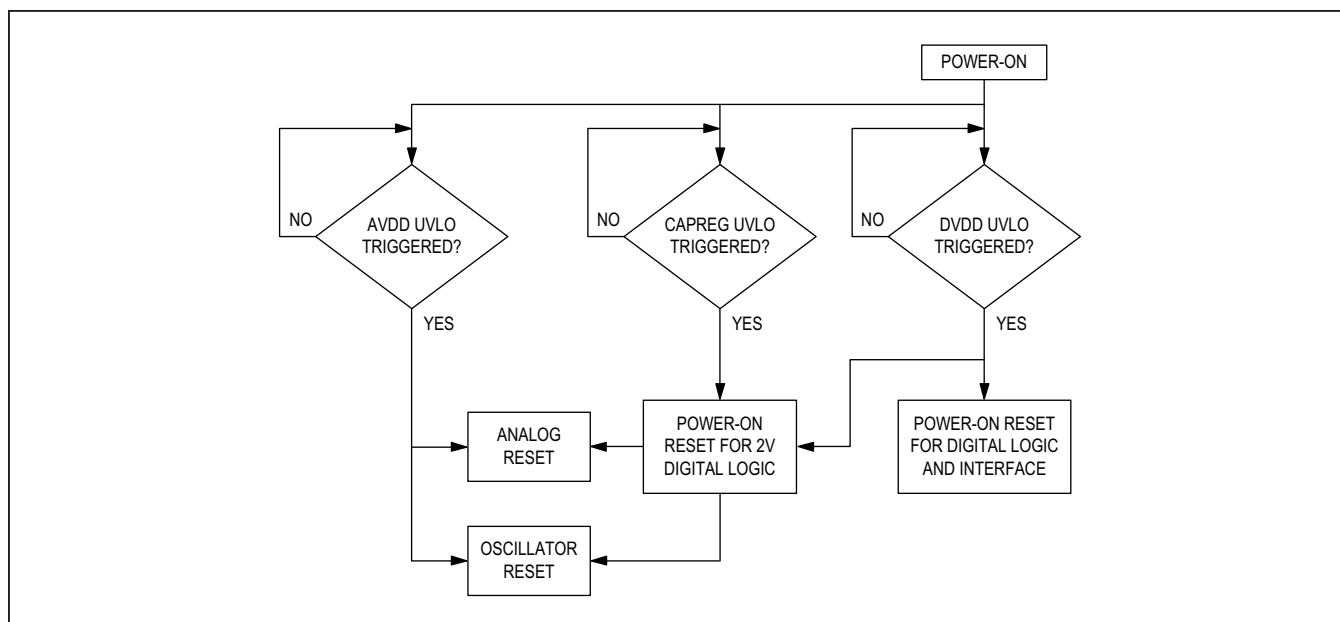 POWER-ON
NO
AVDD UVLO
TRIGGERED?
YES
NO
CAPREG UVLO
TRIGGERED?
YES
NO
DVDD UVLO
TRIGGERED?
YES
ANALOG
RESET
POWER-ON
RESET FOR 2V
DIGITAL LOGIC
POWER-ON RESET
FOR DIGITAL LOGIC
AND INTERFACE
OSCILLATOR
RESET